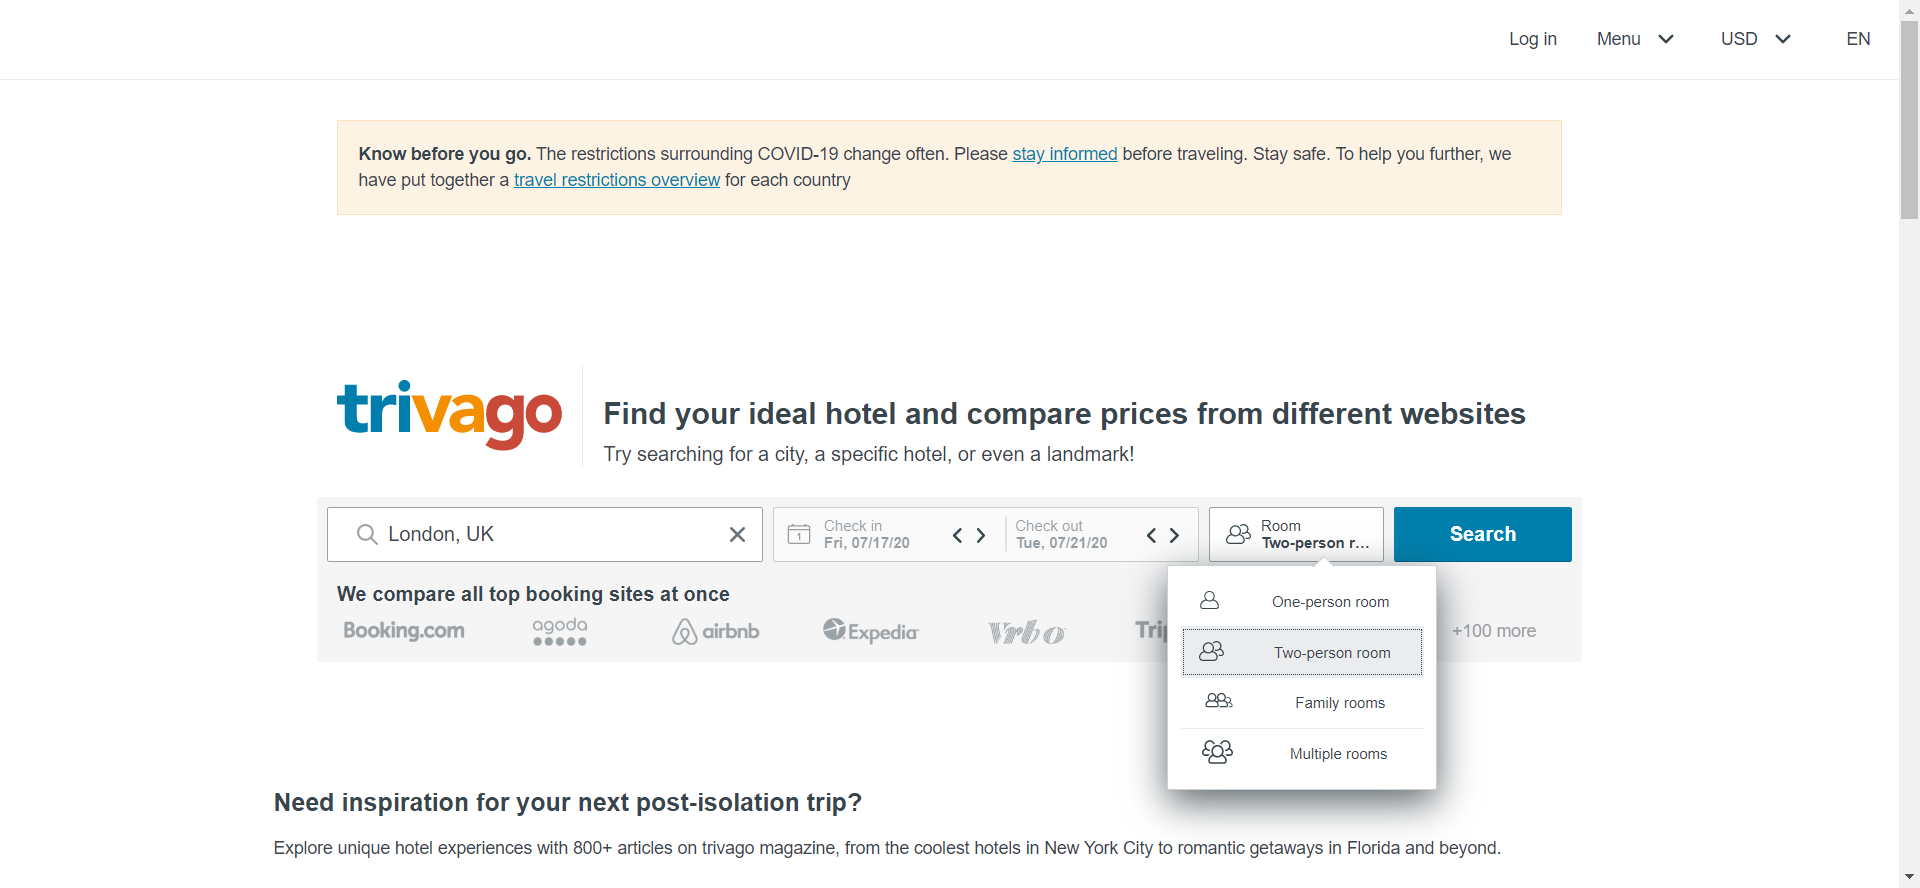 Log in Menu USD EN
Know before you go. The restrictions surrounding COVID-19 change often. Please stay informed before traveling. Stay safe. To help you further, we
have put together a travel restrictions overview for each country
trivago
Find your ideal hotel and compare prices from different websites
Try searching for a city, a specific hotel, or even a landmark!
London, UK
1
Check in
Fri, 07/17/20
Check out
Tue, 07/21/20
Room
Two-person r...
Search
We compare all top booking sites at once
Booking.com agoda airbnb Expedia Vrbo Trip +100 more
One-person room
Two-person room
Family rooms
Multiple rooms
Need inspiration for your next post-isolation trip?
Explore unique hotel experiences with 800+ articles on trivago magazine, from the coolest hotels in New York City to romantic getaways in Florida and beyond.